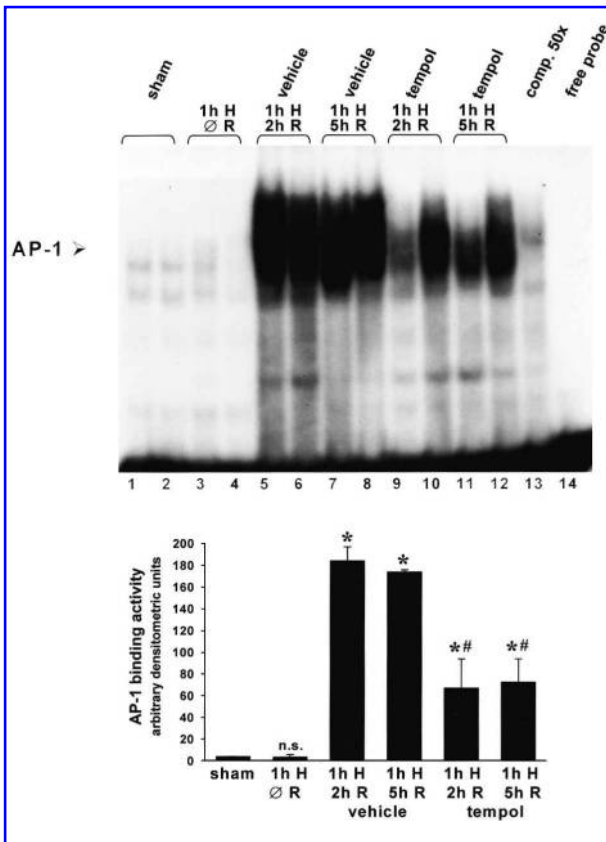 sham
vehicle
vehicle
tempol
tempol
comp. 50x
free probe
1h H 1h H 1h H 1h H 1h H
∅ R 2h R 5h R 2h R 5h R
AP-1 ➢
1 2 3 4 5 6 7 8 9 10 11 12 13 14
AP-1 binding activity
arbitrary densitometric units
200
180
160
140
120
100
80
60
40
20
0
n.s.
*
*
*#
*#
sham 1h H 1h H 1h H 1h H 1h H
∅ R 2h R 5h R 2h R 5h R
vehicle tempol